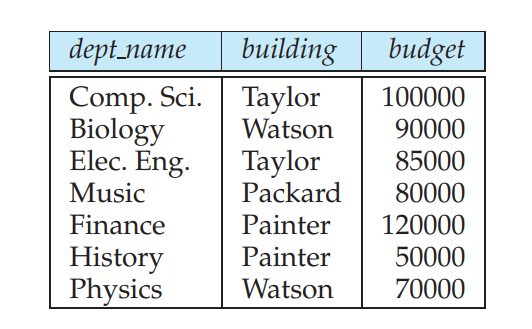 dept_name building budget
Comp. Sci. Taylor 100000
Biology Watson 90000
Elec. Eng. Taylor 85000
Music Packard 80000
Finance Painter 120000
History Painter 50000
Physics Watson 70000